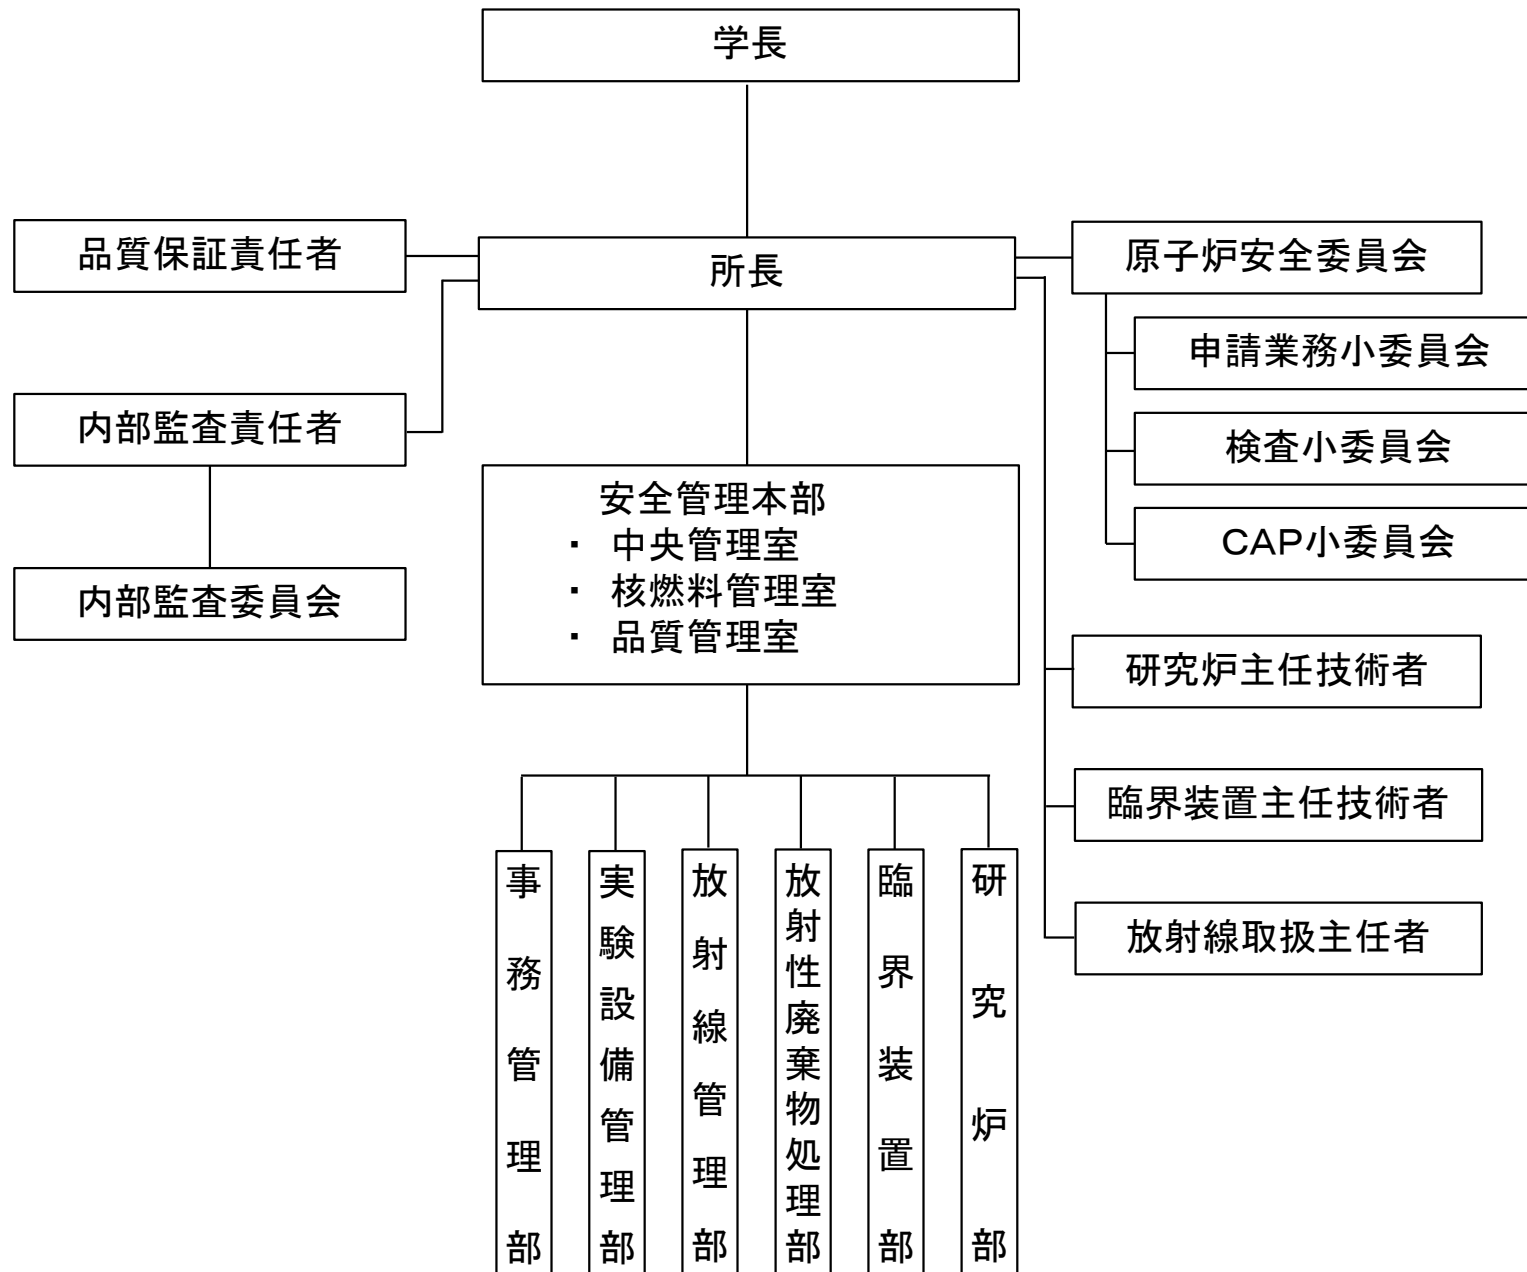 学長
品質保証責任者
所長
原子炉安全委員会
申請業務小委員会
内部監査責任者
検査小委員会
安全管理本部
・ 中央管理室
・ 核燃料管理室
・ 品質管理室
CAP小委員会
内部監査委員会
研究炉主任技術者
臨界装置主任技術者
放射線取扱主任者
事務管理部
実験設備管理部
放射線管理部
放射性廃棄物処理部
臨界装置部
研究炉部